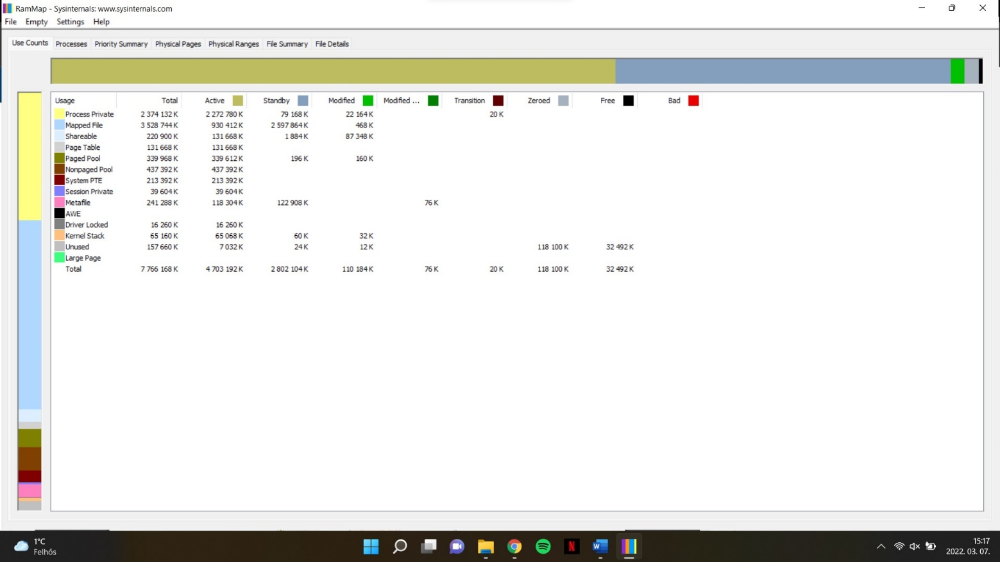 RamMap - Sysinternals: www.sysinternals.com
File Empty Settings Help
Use Counts Processes Priority Summary Physical Pages Physical Ranges File Summary File Details
Usage Total Active Standby Modified Modified ... Transition Zeroed Free Bad
Process Private 2 374 132 K 2 272 780 K 79 168 K 22 164 K 20 K
Mapped File 3 528 744 K 930 412 K 2 597 864 K 468 K
Shareable 220 900 K 131 668 K 1 884 K 87 348 K
Page Table 131 668 K 131 668 K
Paged Pool 339 968 K 339 612 K 196 K 160 K
Nonpaged Pool 437 392 K 437 392 K
System PTE 213 392 K 213 392 K
Session Private 39 604 K 39 604 K
Metafile 241 288 K 118 304 K 122 908 K 76 K
AWE
Driver Locked 16 260 K 16 260 K
Kernel Stack 65 160 K 65 068 K 60 K 32 K
Unused 157 660 K 7 032 K 24 K 12 K 118 100 K 32 492 K
Large Page
Total 7 766 168 K 4 703 192 K 2 802 104 K 110 184 K 76 K 20 K 118 100 K 32 492 K
1°C
Felhős
N
W
15:17
2022. 03. 07.